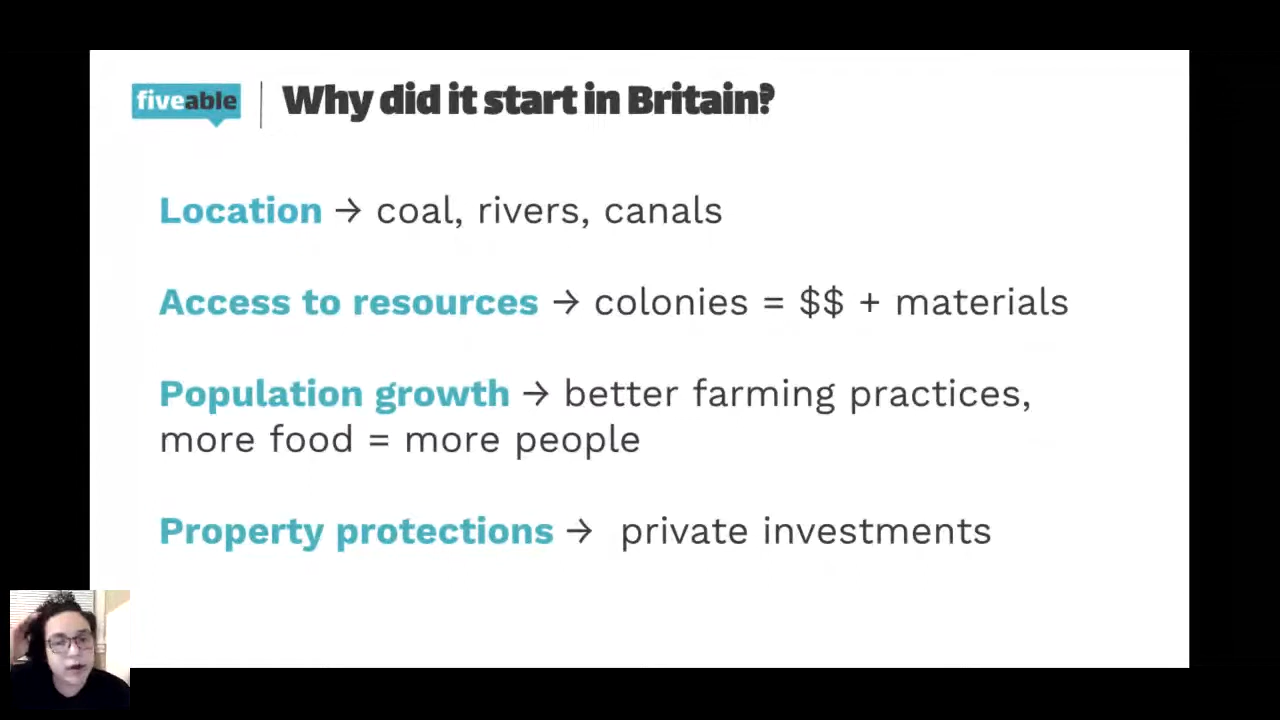 fiveable
Why did it start in Britain?
Location → coal, rivers, canals
Access to resources → colonies = $$ + materials
Population growth → better farming practices,
more food = more people
Property protections → private investments